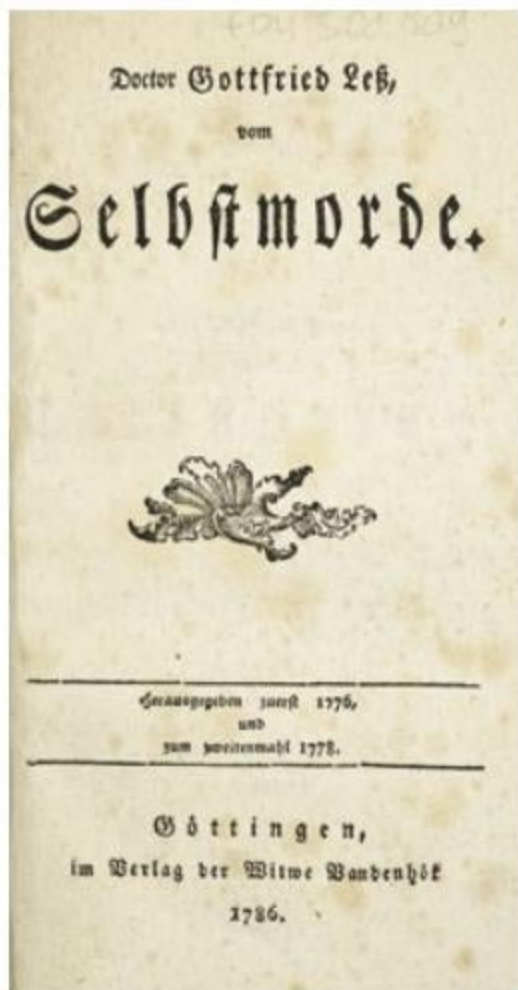 Doctor Gottfried Leß,
vom
Selbstmorde.
Herausgegeben zuerst 1776,
und
zum zweitenmahl 1778.
Göttingen,
im Verlag der Witwe Vandenhök
1786.